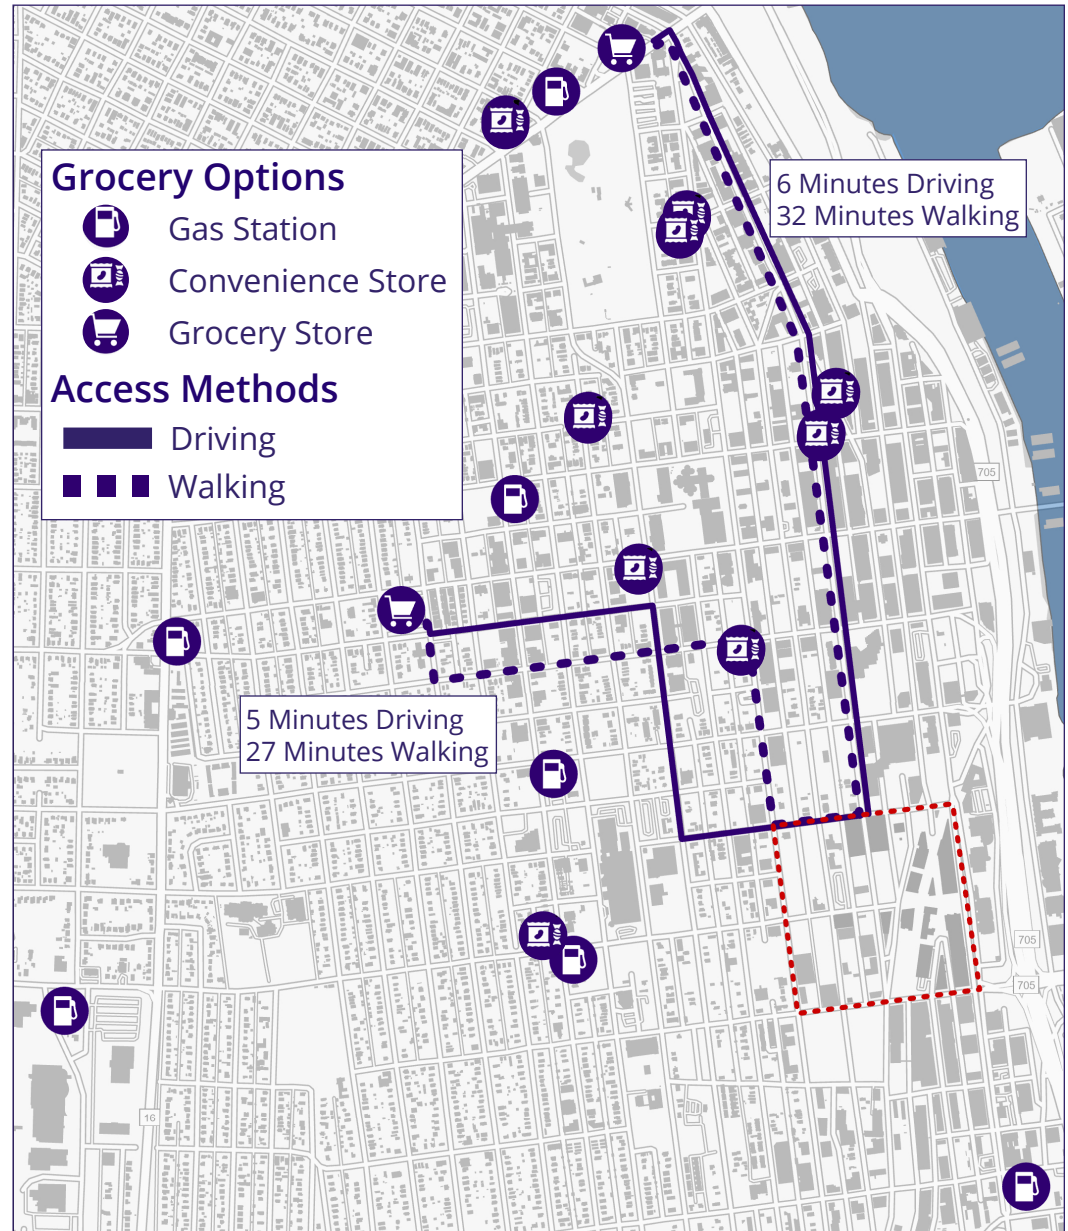 6 Minutes Driving
32 Minutes Walking
Grocery Options
Gas Station
Convenience Store
Grocery Store
Access Methods
Driving
Walking
705
5 Minutes Driving
27 Minutes Walking
705
705
16